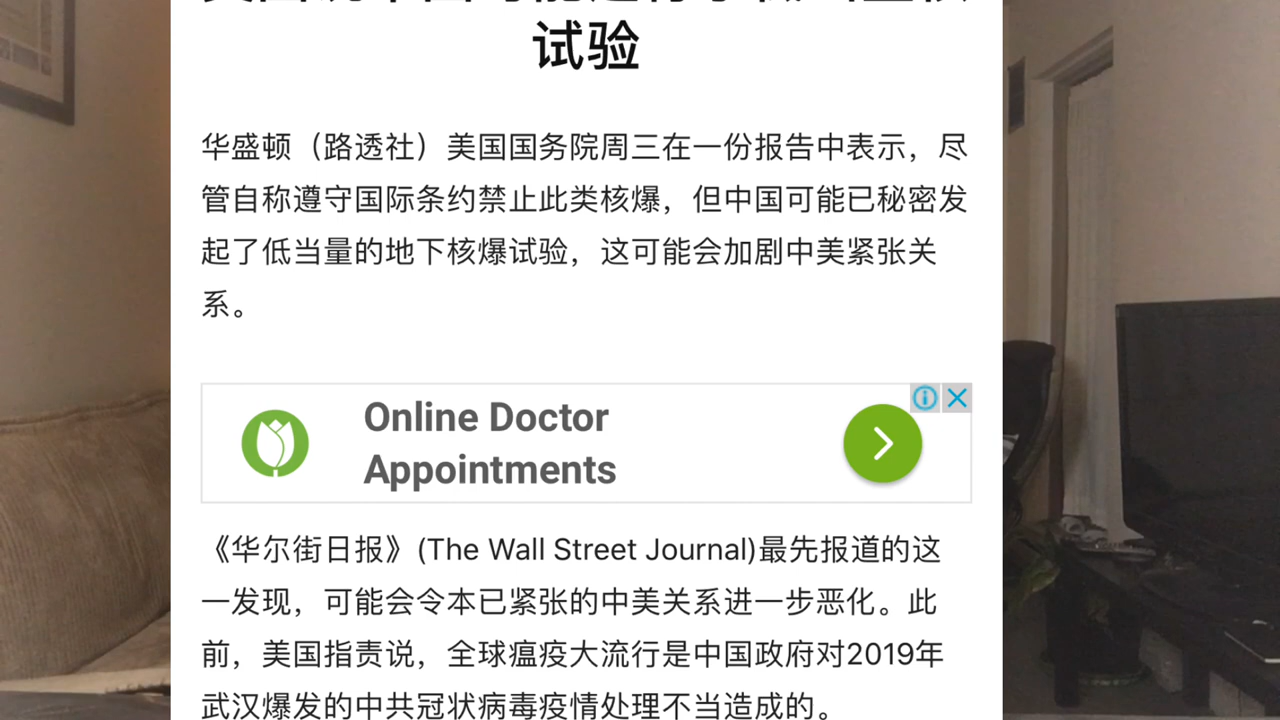 试验
华盛顿（路透社）美国国务院周三在一份报告中表示，尽
管自称遵守国际条约禁止此类核爆，但中国可能已秘密发
起了低当量的地下核爆试验，这可能会加剧中美紧张关
系。
Online Doctor
Appointments
《华尔街日报》(The Wall Street Journal)最先报道的这
一发现，可能会令本已紧张的中美关系进一步恶化。此
前，美国指责说，全球瘟疫大流行是中国政府对2019年
武汉爆发的中共冠状病毒疫情处理不当造成的。